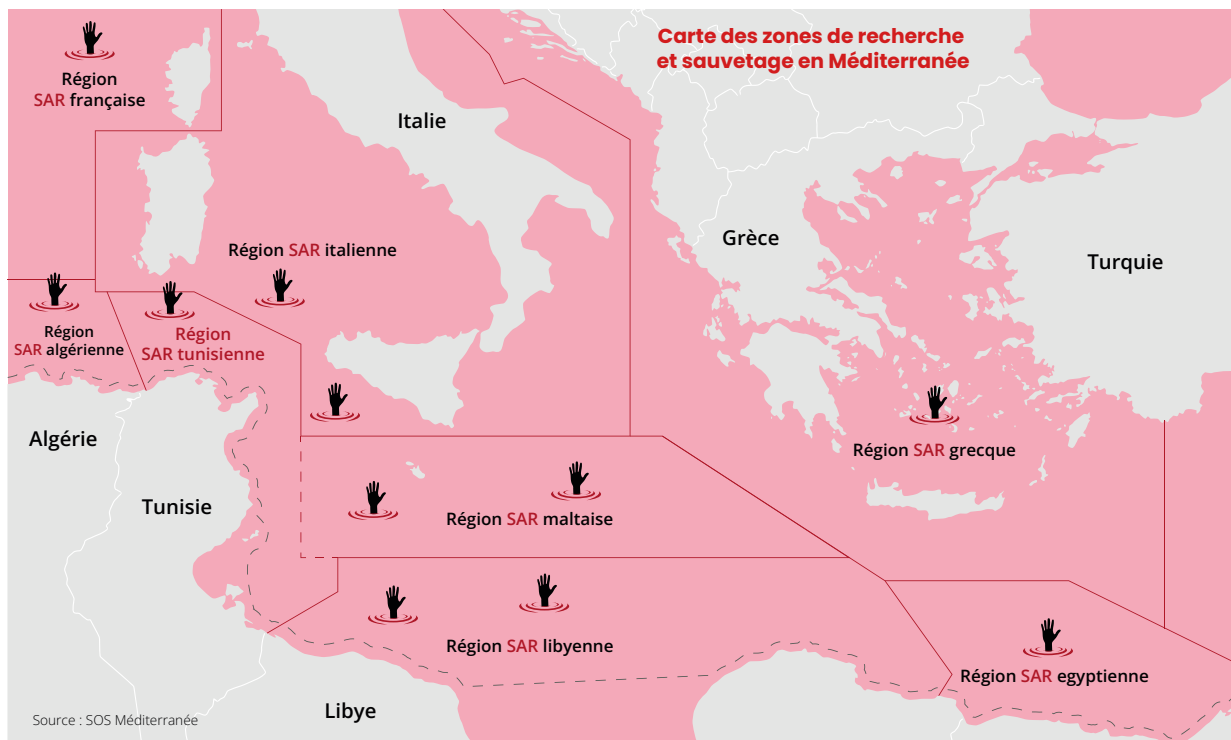 Carte des zones de recherche
et sauvetage en Méditerranée
Région
SAR française
Italie
Grèce
Turquie
Région SAR italienne
Région
SAR algérienne
Région
SAR tunisienne
Algérie
Tunisie
Région SAR grecque
Région SAR maltaise
Région SAR libyenne
Région SAR egyptienne
Libye
Source : SOS Méditerranée